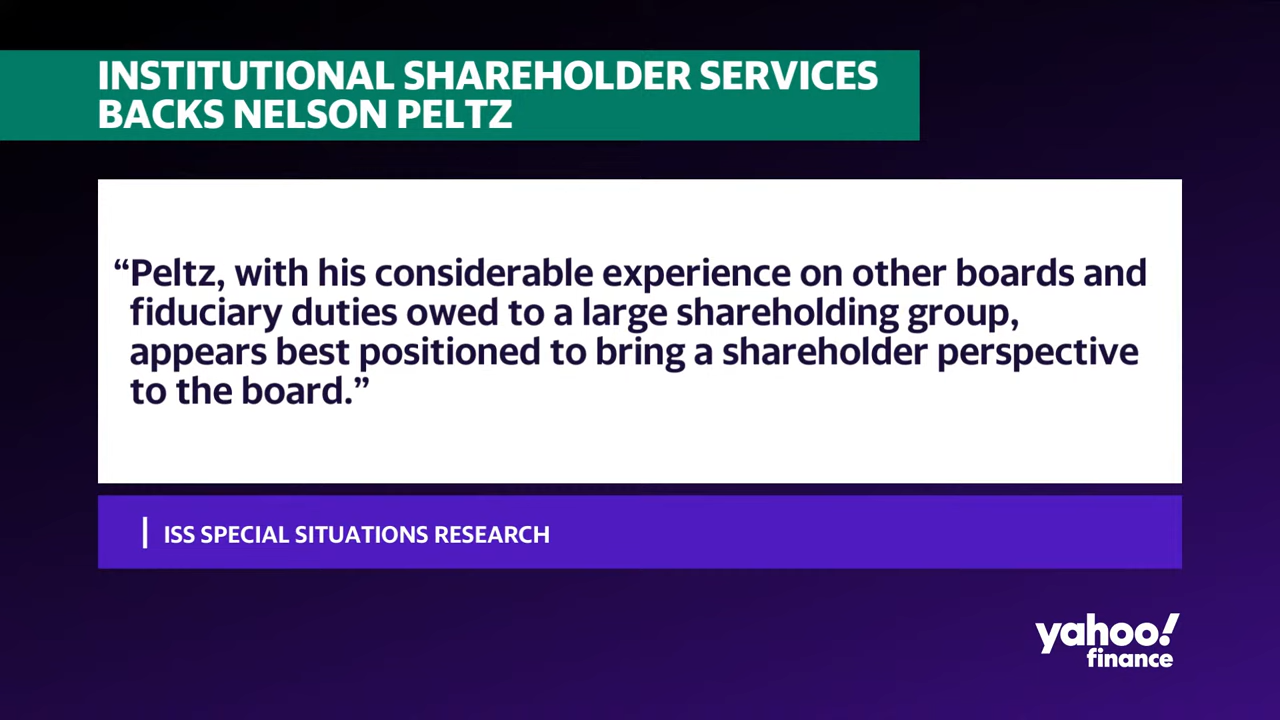 INSTITUTIONAL SHAREHOLDER SERVICES
BACKS NELSON PELTZ
“Peltz, with his considerable experience on other boards and
fiduciary duties owed to a large shareholding group,
appears best positioned to bring a shareholder perspective
to the board.”
ISS SPECIAL SITUATIONS RESEARCH
yahoo!
finance